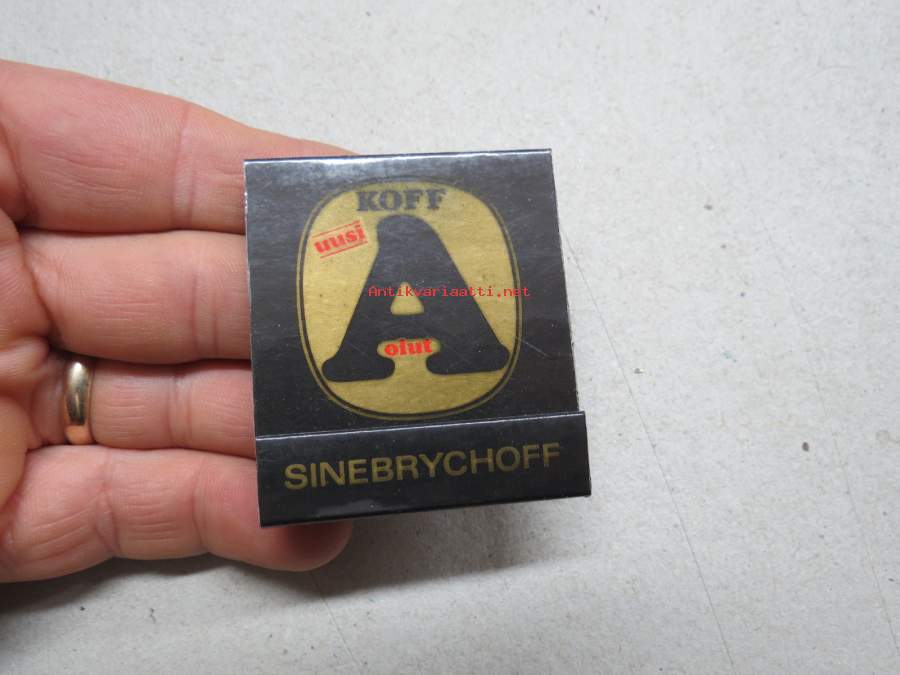 KOFF
uusi
A
Antikvariaatti.net
olut
SINEBRYCHOFF